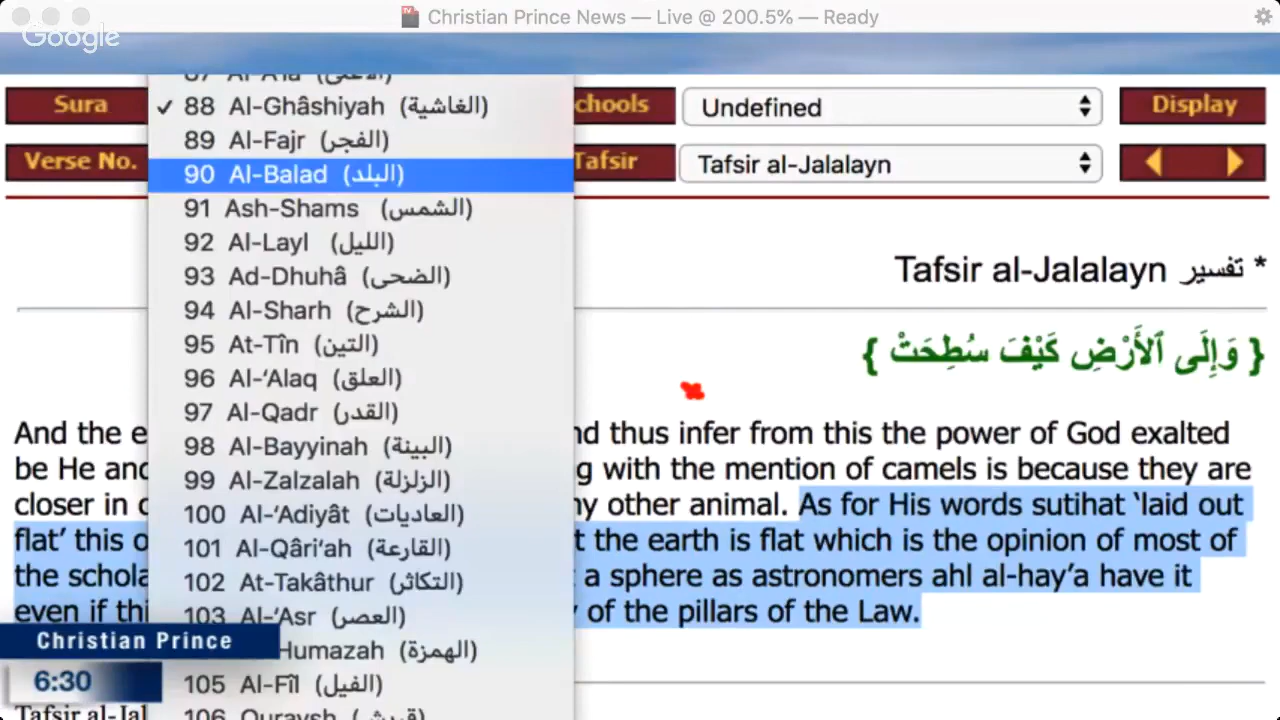 Christian Prince News — Live @ 200.5% — Ready
Google
87 Al-A'lâ (الأعلى)
Sura ✓ 88 Al-Ghâshiyah (الغاشية) chools Undefined Display
89 Al-Fajr (الفجر)
Verse No. 90 Al-Balad (البلد) Tafsir Tafsir al-Jalalayn
91 Ash-Shams (الشمس)
92 Al-Layl (الليل)
93 Ad-Dhuhâ (الضحى)
* تفسير Tafsir al-Jalalayn
94 Al-Sharh (الشرح)
95 At-Tîn (التين)
{ وَإِلَى ٱلأَرْضِ كَيْفَ سُطِحَتْ }
96 Al-‘Alaq (العلق)
97 Al-Qadr (القدر)
98 Al-Bayyinah (البينة)
99 Al-Zalzalah (الزلزلة)
100 Al-‘Adiyât (العاديات)
101 Al-Qâri‘ah (القارعة)
102 At-Takâthur (التكاثر)
103 Al-‘Asr (العصر)
Humazah (الهمزة)
105 Al-Fîl (الفيل)
106 Quraysh (قريش)
And the e nd thus infer from this the power of God exalted
be He and g with the mention of camels is because they are
closer in c ny other animal. As for His words sutihat ‘laid out
flat’ this o t the earth is flat which is the opinion of most of
the schola a sphere as astronomers ahl al-hay’a have it
even if thi y of the pillars of the Law.
Christian Prince
6:30
Tafsir al-Jal